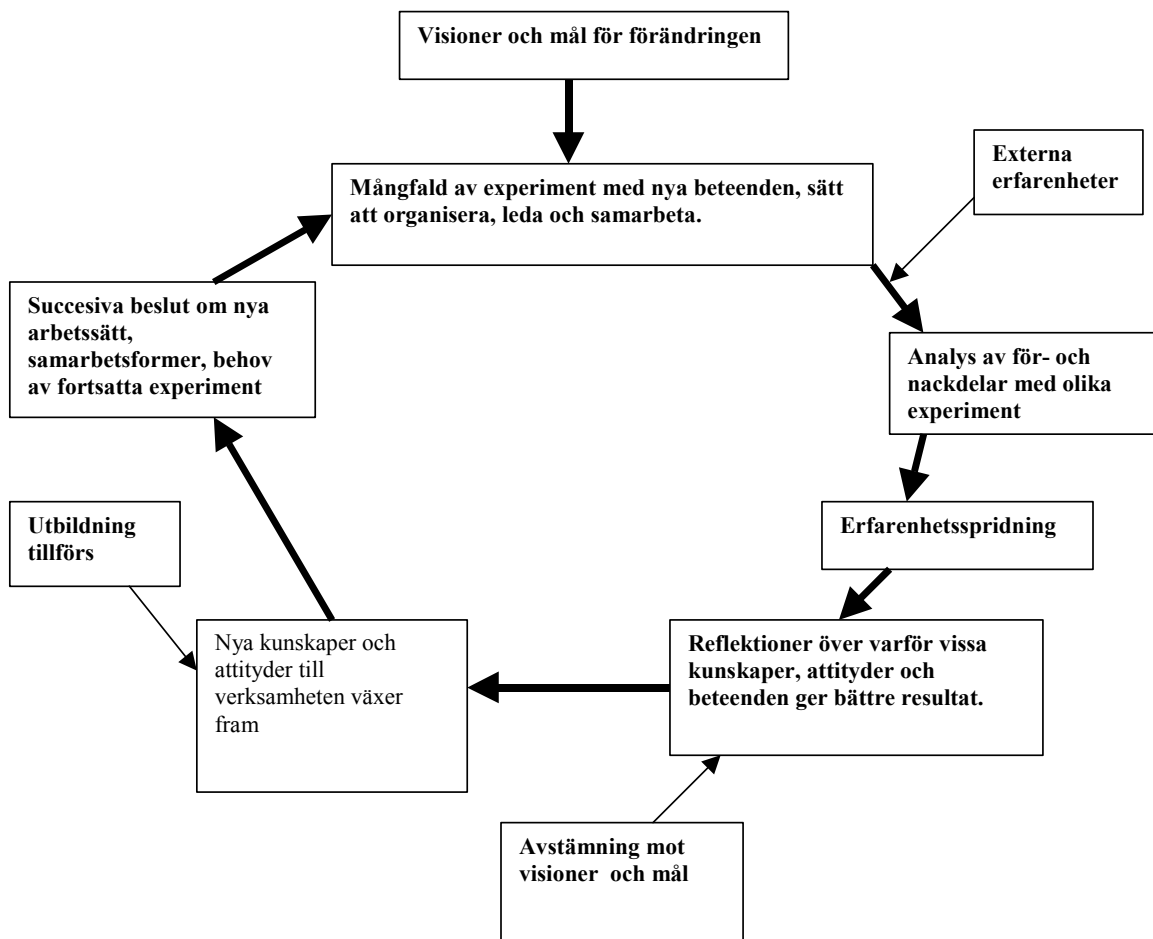 Visioner och mål för förändringen
Mångfald av experiment med nya beteenden, sätt
att organisera, leda och samarbeta.
Externa
erfarenheter
Succesiva beslut om nya
arbetssätt,
samarbetsformer, behov
av fortsatta experiment
Analys av för- och
nackdelar med olika
experiment
Utbildning
tillförs
Erfarenhetsspridning
Nya kunskaper och
attityder till
verksamheten växer
fram
Reflektioner över varför vissa
kunskaper, attityder och
beteenden ger bättre resultat.
Avstämning mot
visioner och mål